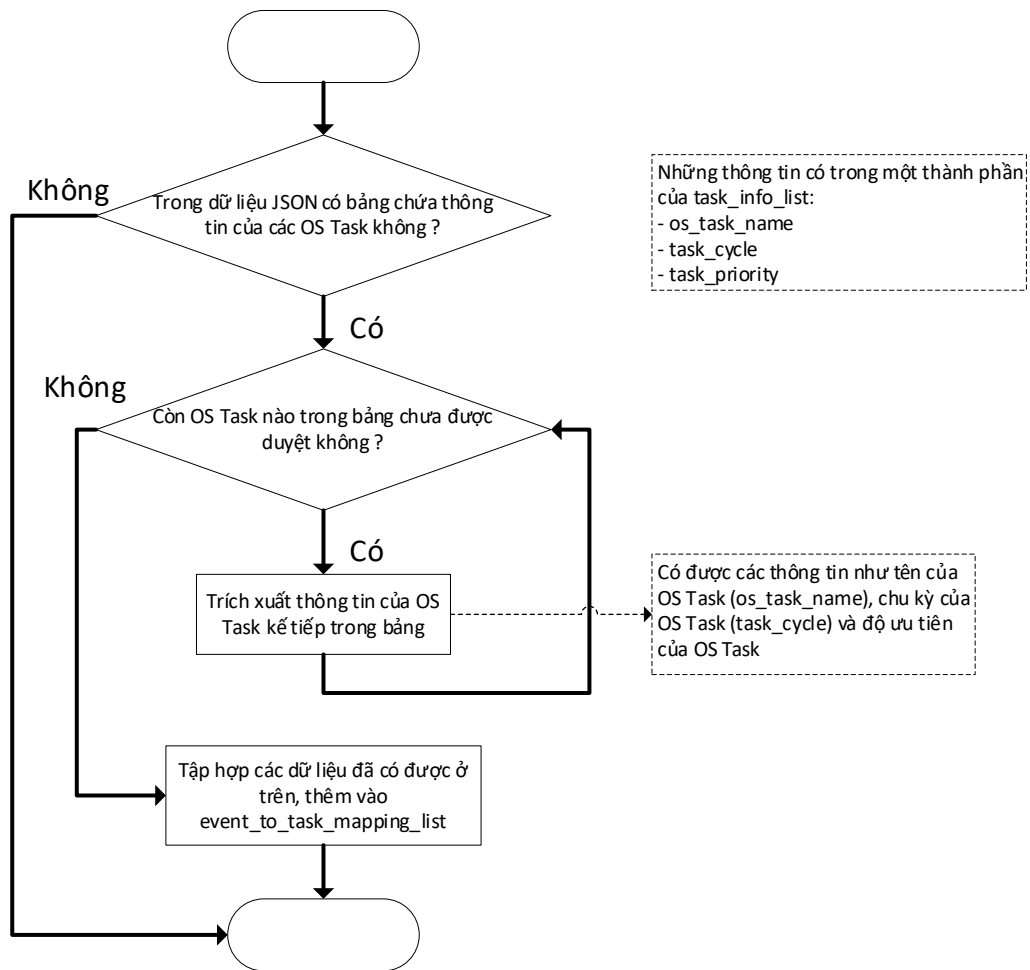 Không
Trong dữ liệu JSON có bảng chứa thông
tin của các OS Task không ?
Những thông tin có trong một thành phần
của task_info_list:
- os_task_name
- task_cycle
- task_priority
Có
Không
Còn OS Task nào trong bảng chưa được
duyệt không ?
Có
Trích xuất thông tin của OS
Task kế tiếp trong bảng
Có được các thông tin như tên của
OS Task (os_task_name), chu kỳ của
OS Task (task_cycle) và độ ưu tiên
của OS Task
Tập hợp các dữ liệu đã có được ở
trên, thêm vào
event_to_task_mapping_list